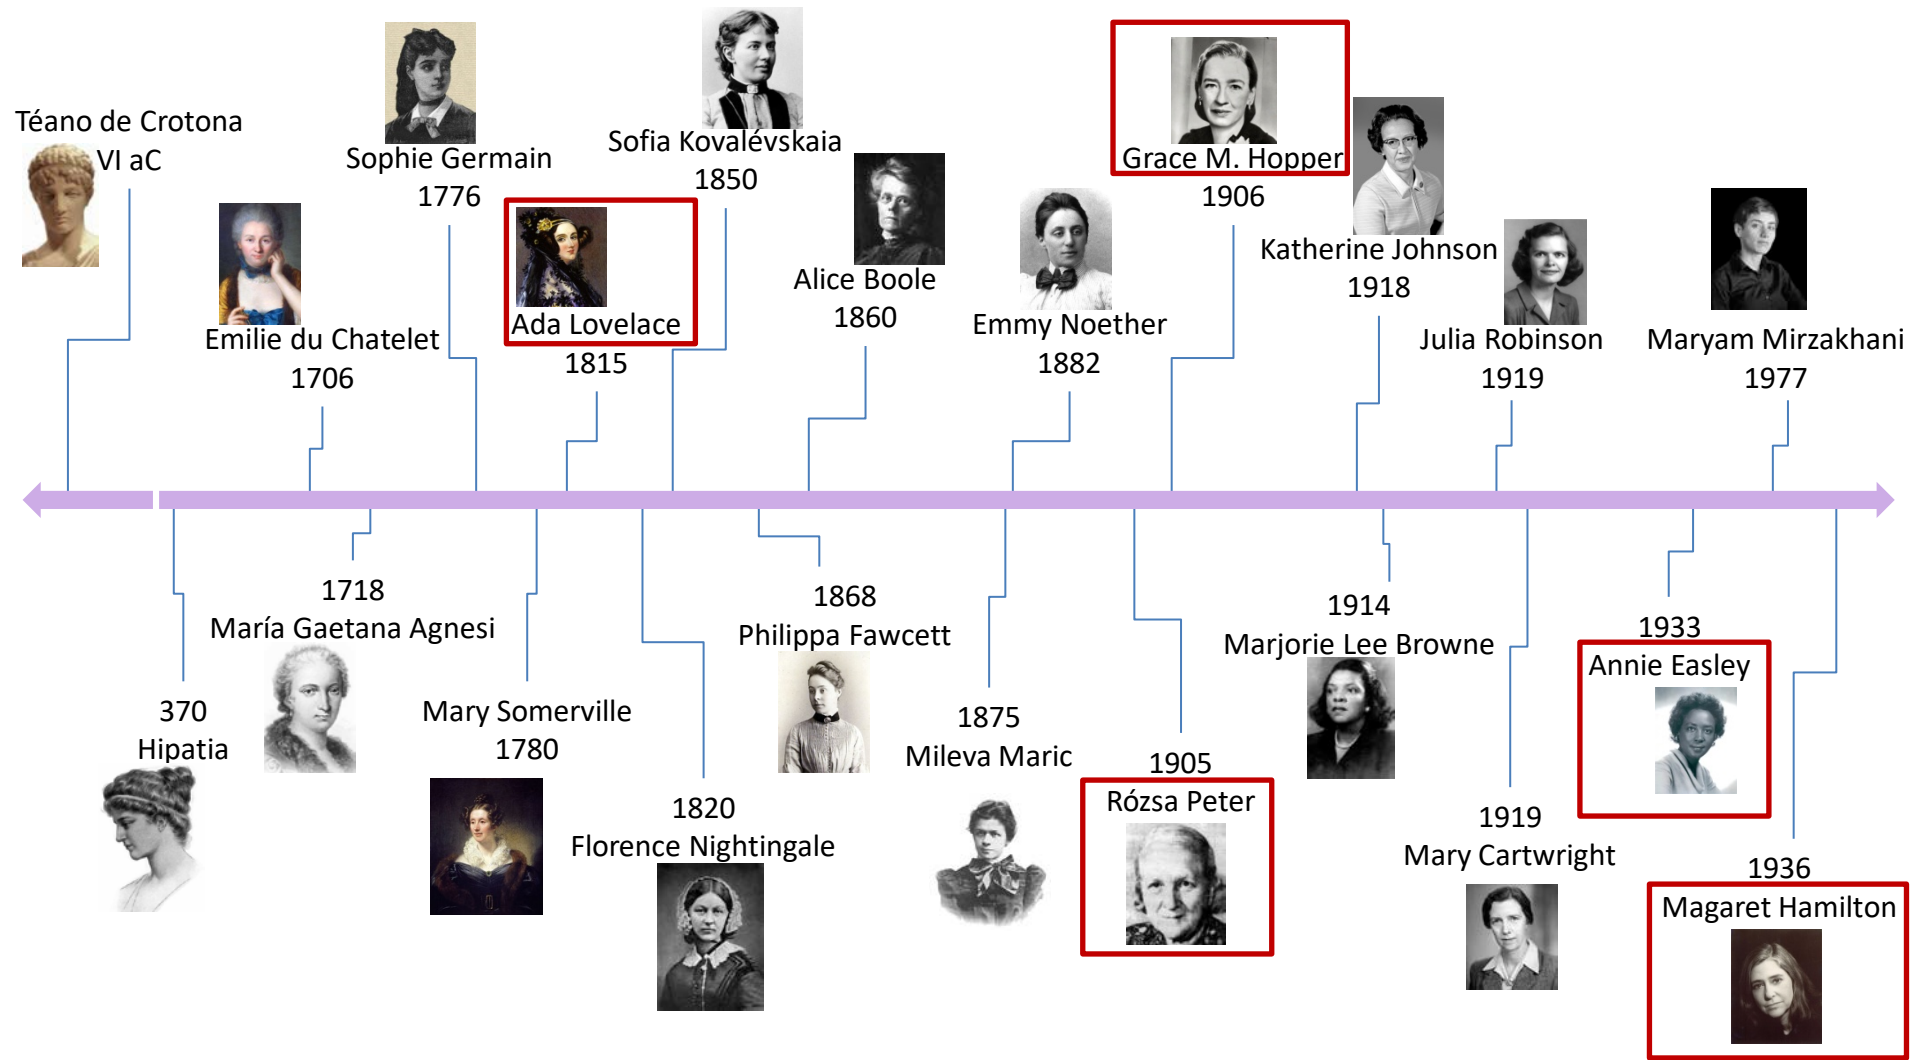 Téano de Crotona
VI aC
Emilie du Chatelet
1706
Sophie Germain
1776
Ada Lovelace
1815
Sofia Kovalévskaia
1850
Alice Boole
1860
Emmy Noether
1882
Grace M. Hopper
1906
Katherine Johnson
1918
Julia Robinson
1919
Maryam Mirzakhani
1977
370
Hipatia
1718
María Gaetana Agnesi
Mary Somerville
1780
1820
Florence Nightingale
1868
Philippa Fawcett
1875
Mileva Maric
1905
Rózsa Peter
1914
Marjorie Lee Browne
1919
Mary Cartwright
1933
Annie Easley
1936
Magaret Hamilton